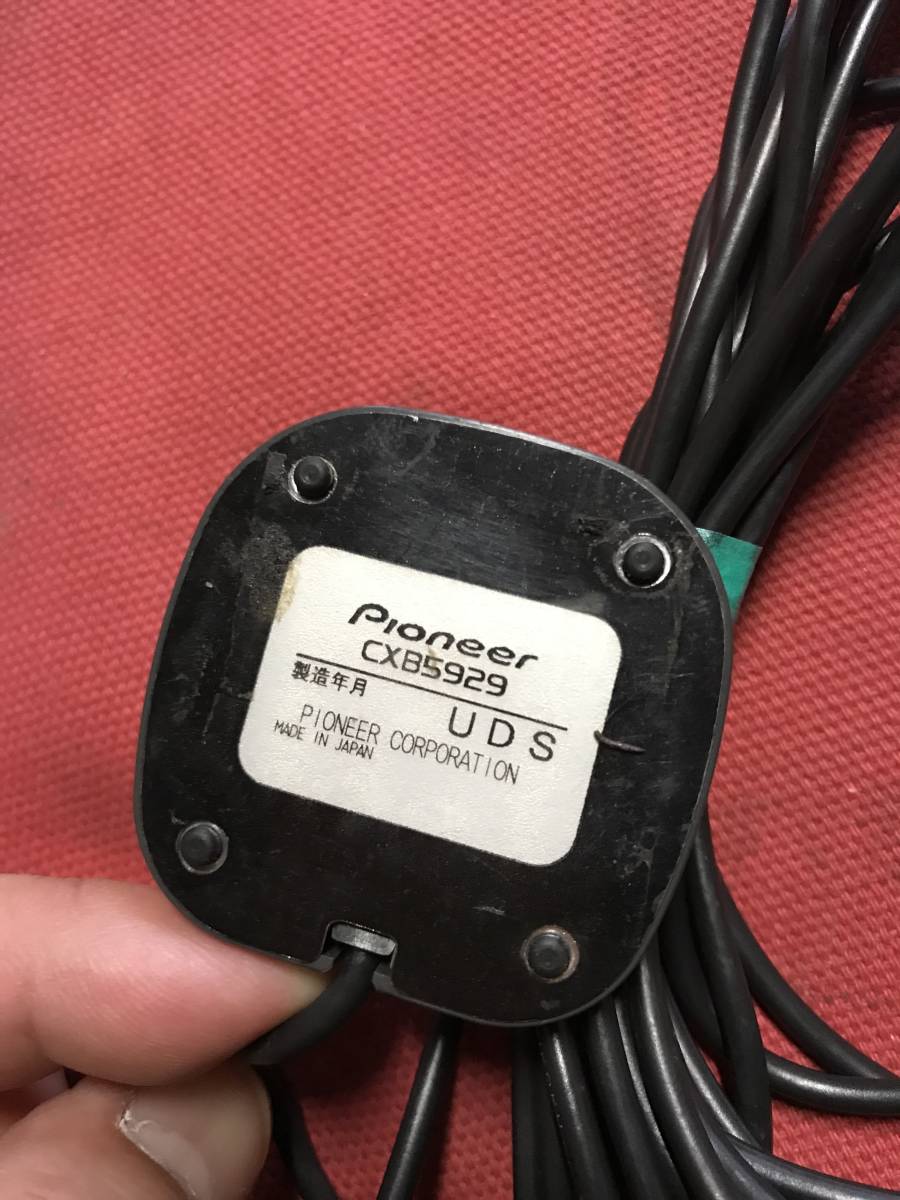 Pioneer
CXB5929
製造年月 UDS
PIONEER CORPORATION
MADE IN JAPAN